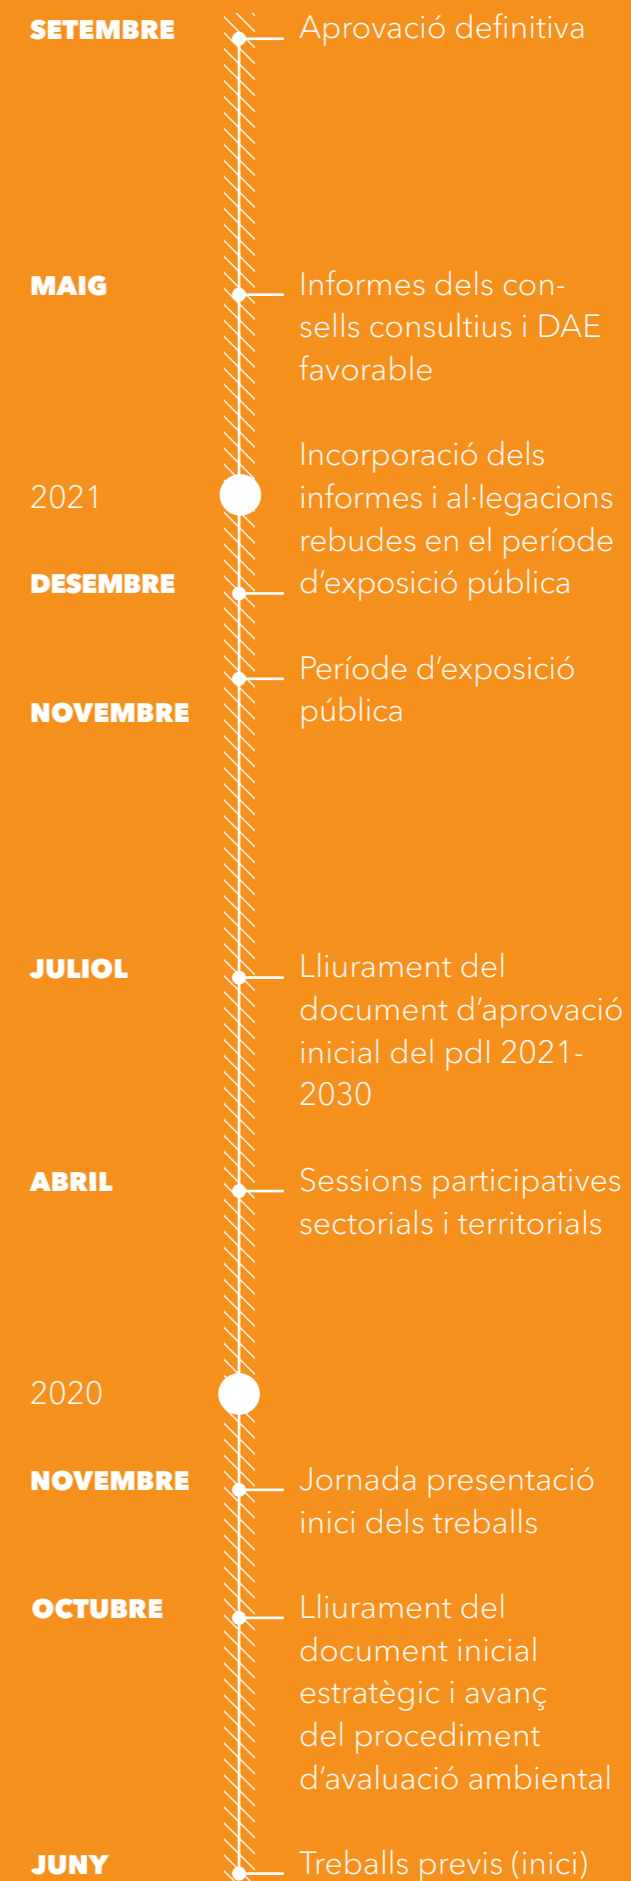 SETEMBRE
Aprovació definitiva
MAIG
Informes dels con-
sells consultius i DAE
favorable
2021
Incorporació dels
informes i al·legacions
rebudes en el període
d’exposició pública
DESEMBRE
Període d’exposició
pública
NOVEMBRE
JULIOL
Lliurament del
document d’aprovació
inicial del pdI 2021-
2030
ABRIL
Sessions participatives
sectorials i territorials
2020
NOVEMBRE
Jornada presentació
inici dels treballs
OCTUBRE
Lliurament del
document inicial
estratègic i avanç
del procediment
d’avaluació ambiental
JUNY
Treballs previs (inici)